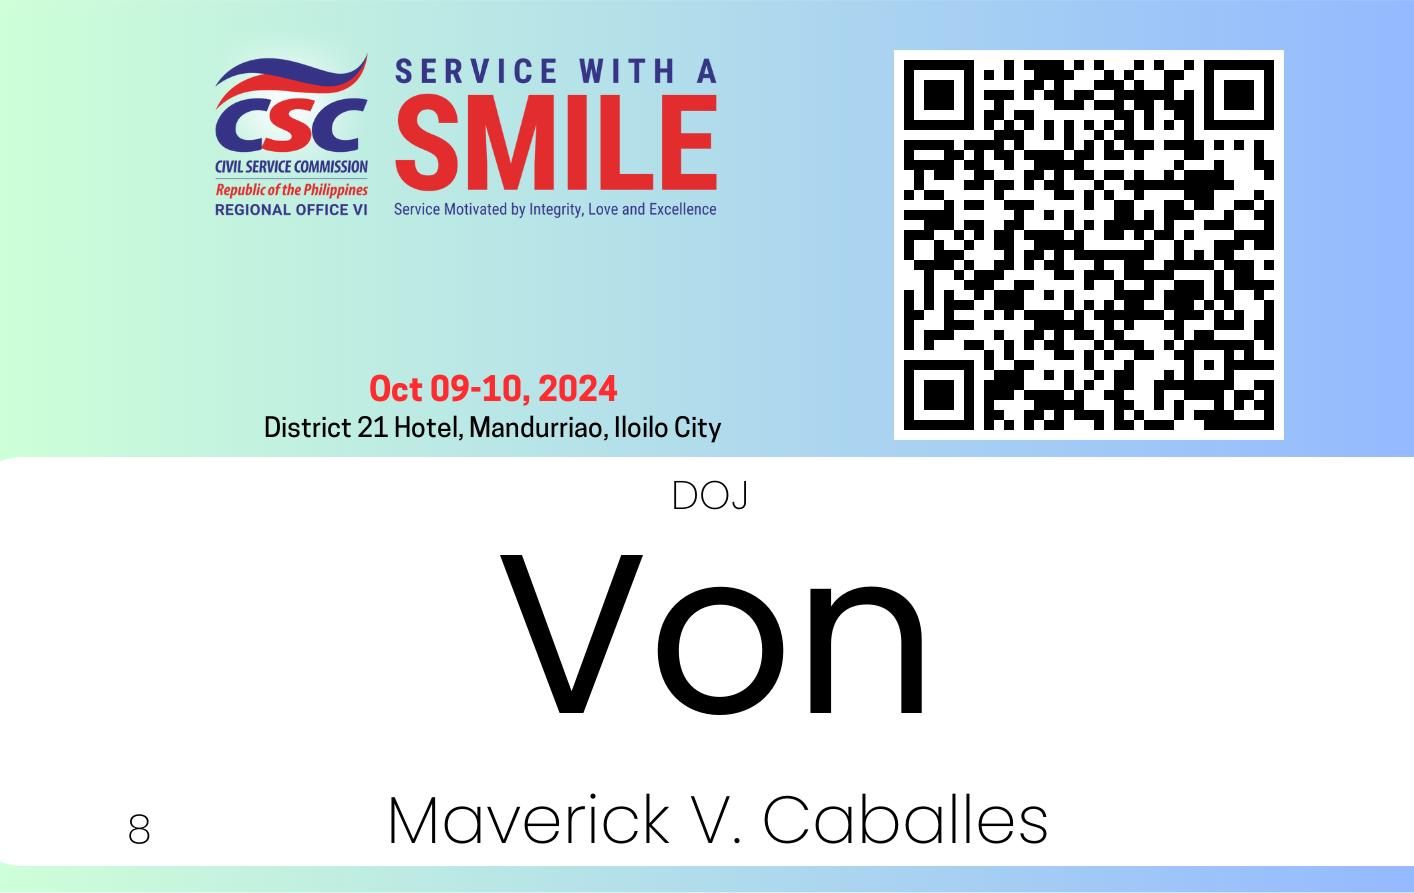 CSC
CIVIL SERVICE COMMISSION
Republic of the Philippines
REGIONAL OFFICE VI
SERVICE WITH A
SMILE
Service Motivated by Integrity, Love and Excellence
Oct 09-10, 2024
District 21 Hotel, Mandurriao, Iloilo City
DOJ
Von
Maverick V. Caballes
8